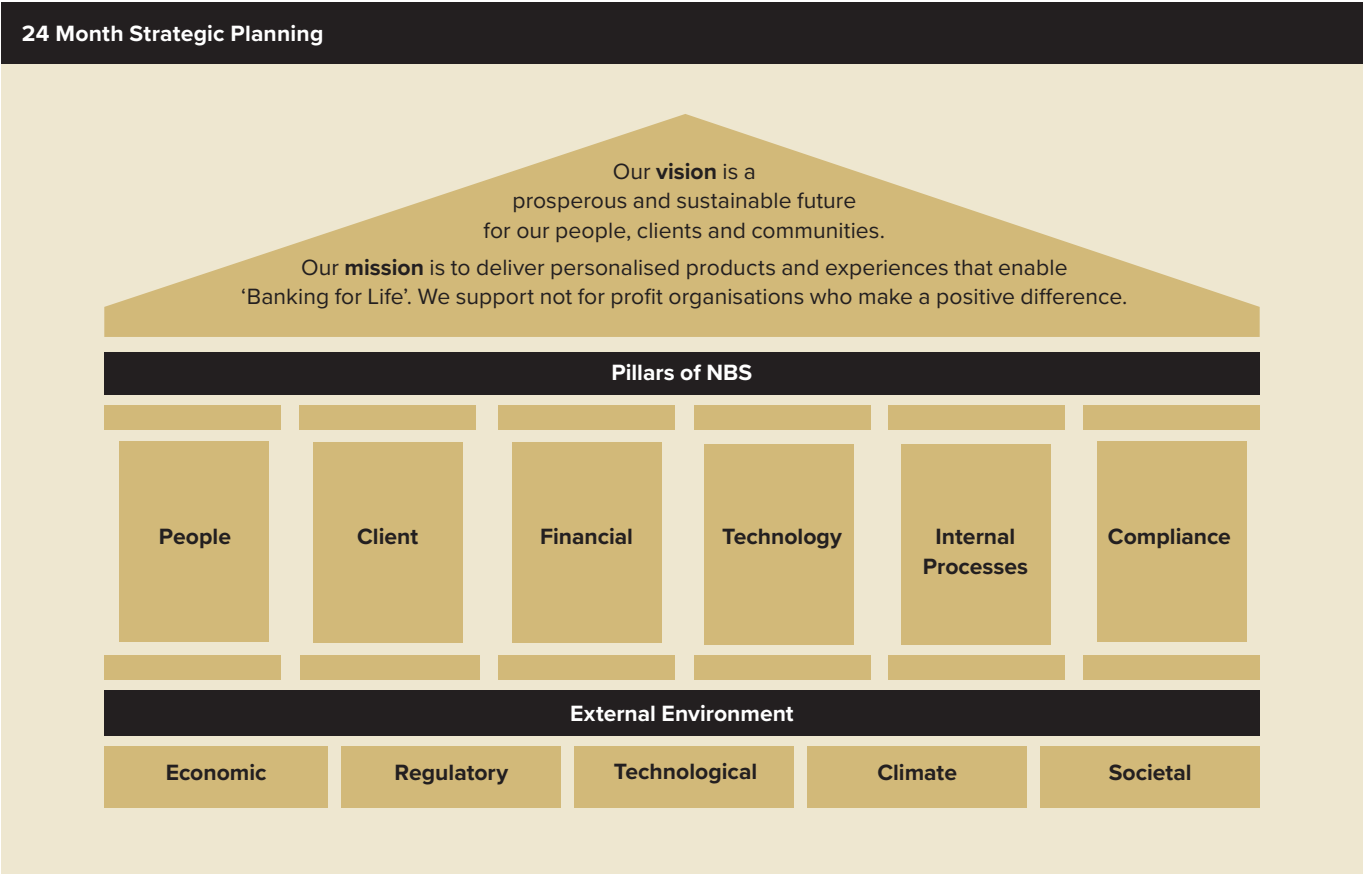 24 Month Strategic Planning
Our vision is a
prosperous and sustainable future
for our people, clients and communities.
Our mission is to deliver personalised products and experiences that enable
‘Banking for Life’. We support not for profit organisations who make a positive difference.
Pillars of NBS
People
Client
Financial
Technology
Internal
Processes
Compliance
External Environment
Economic
Regulatory
Technological
Climate
Societal